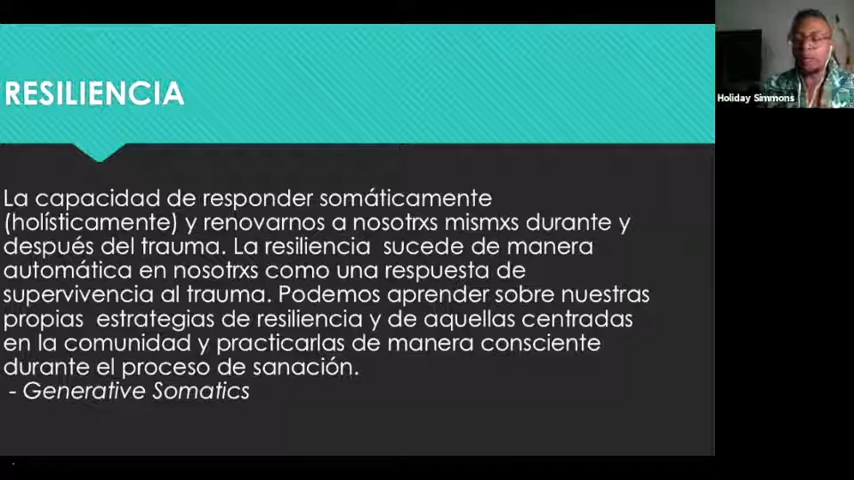 RESILIENCIA
Holiday Simmons
La capacidad de responder somáticamente
(holísticamente) y renovarnos a nosotrxs mismxs durante y
después del trauma. La resiliencia sucede de manera
automática en nosotrxs como una respuesta de
supervivencia al trauma. Podemos aprender sobre nuestras
propias estrategias de resiliencia y de aquellas centradas
en la comunidad y practicarlas de manera consciente
durante el proceso de sanación.
- Generative Somatics